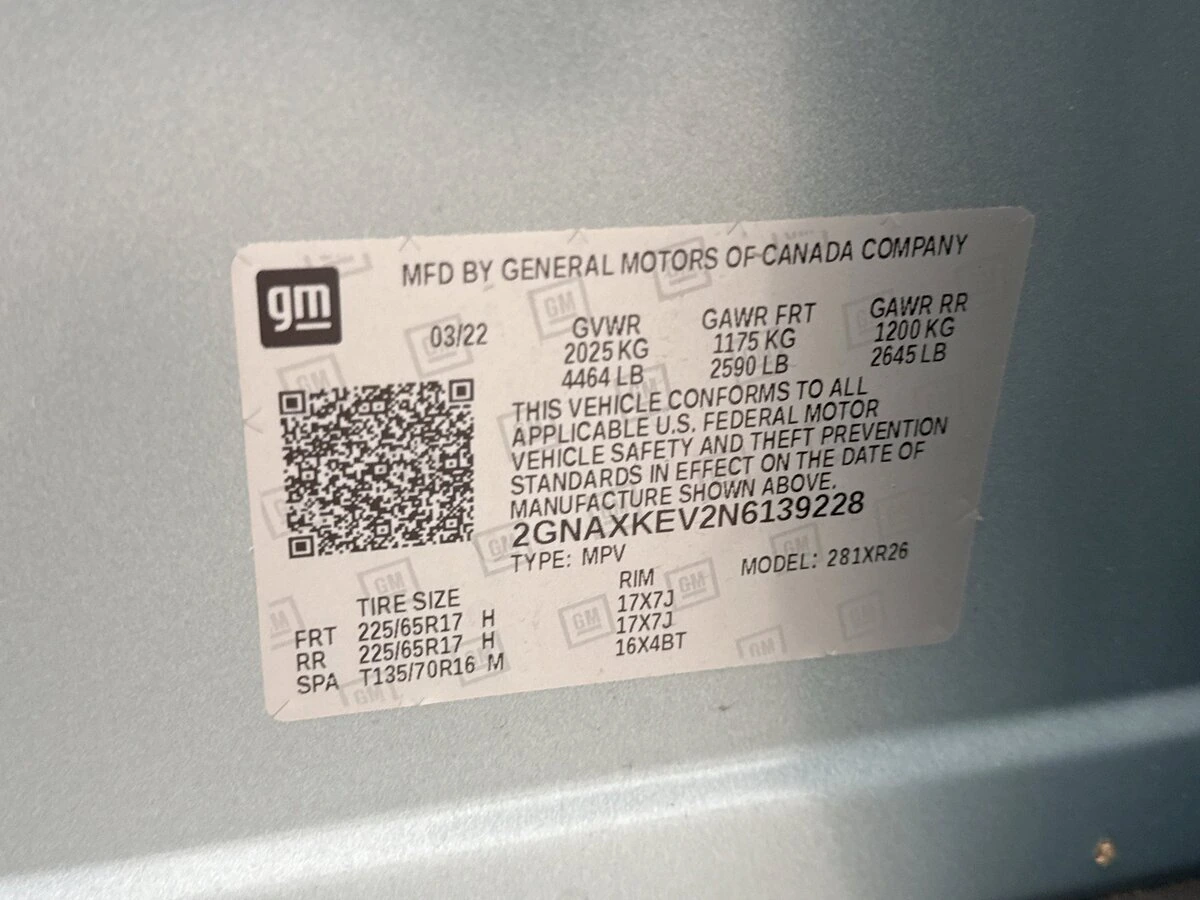 gm
MFD BY GENERAL MOTORS OF CANADA COMPANY
03/22
GVWR
2025 KG
4464 LB
GAWR FRT
1175 KG
2590 LB
GAWR RR
1200 KG
2645 LB
THIS VEHICLE CONFORMS TO ALL
APPLICABLE U.S. FEDERAL MOTOR
VEHICLE SAFETY AND THEFT PREVENTION
STANDARDS IN EFFECT ON THE DATE OF
MANUFACTURE SHOWN ABOVE.
2GNAXKEV2N6139228
TYPE: MPV MODEL: 281XR26
TIRE SIZE RIM
FRT 225/65R17 H 17X7J
RR 225/65R17 H 17X7J
SPA T135/70R16 M 16X4BT